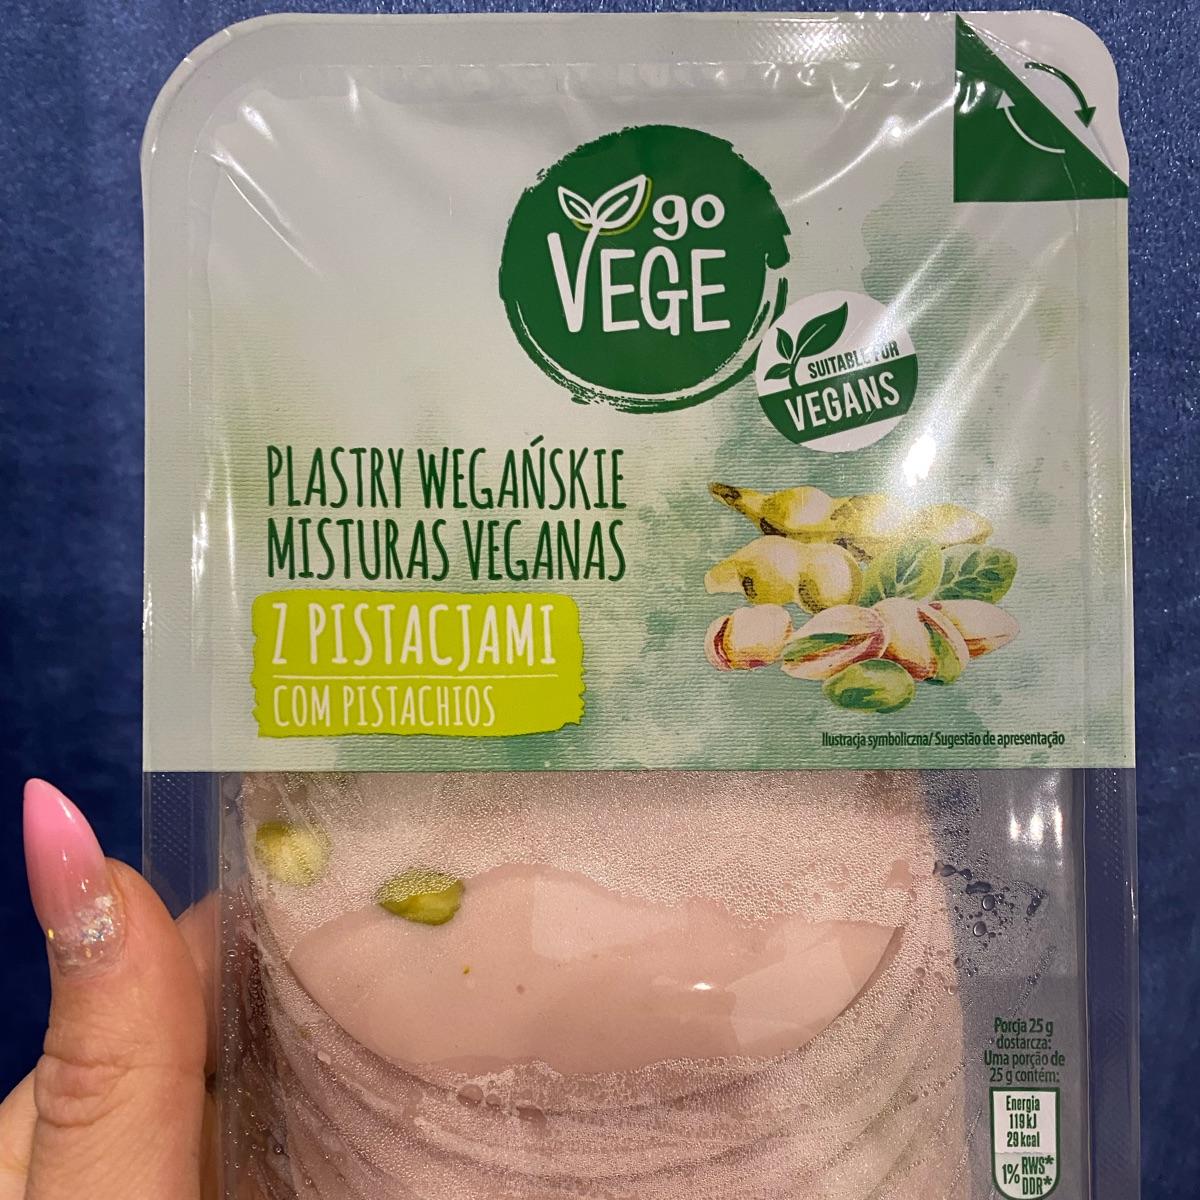 go
VEGE
SUITABLE FOR
VEGANS
PLASTRY WEGAŃSKIE
MISTURAS VEGANAS
Z PISTACJAMI
COM PISTACHIOS
Ilustracja symboliczna/ Sugestão de apresentação
Porcja 25 g
dostarcza:
Uma porção de
25 g contém:
Energia
119 kJ
29 kcal
1% RWS*
DDR*